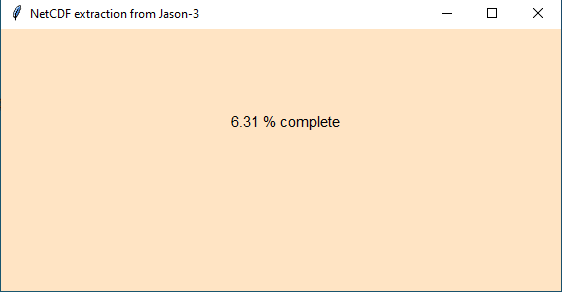 NetCDF extraction from Jason-3
6.31 % complete